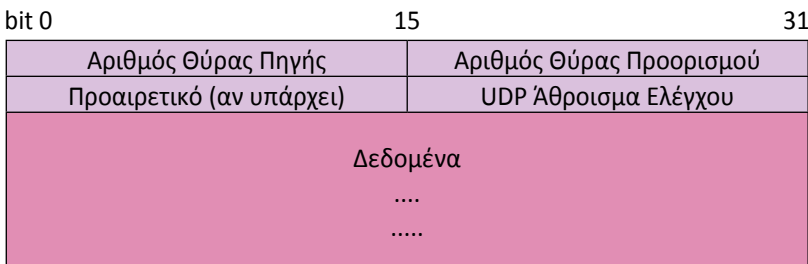 bit 0 15 31
Αριθμός Θύρας Πηγής Αριθμός Θύρας Προορισμού
Προαιρετικό (αν υπάρχει) UDP Άθροισμα Ελέγχου
Δεδομένα
....
.....